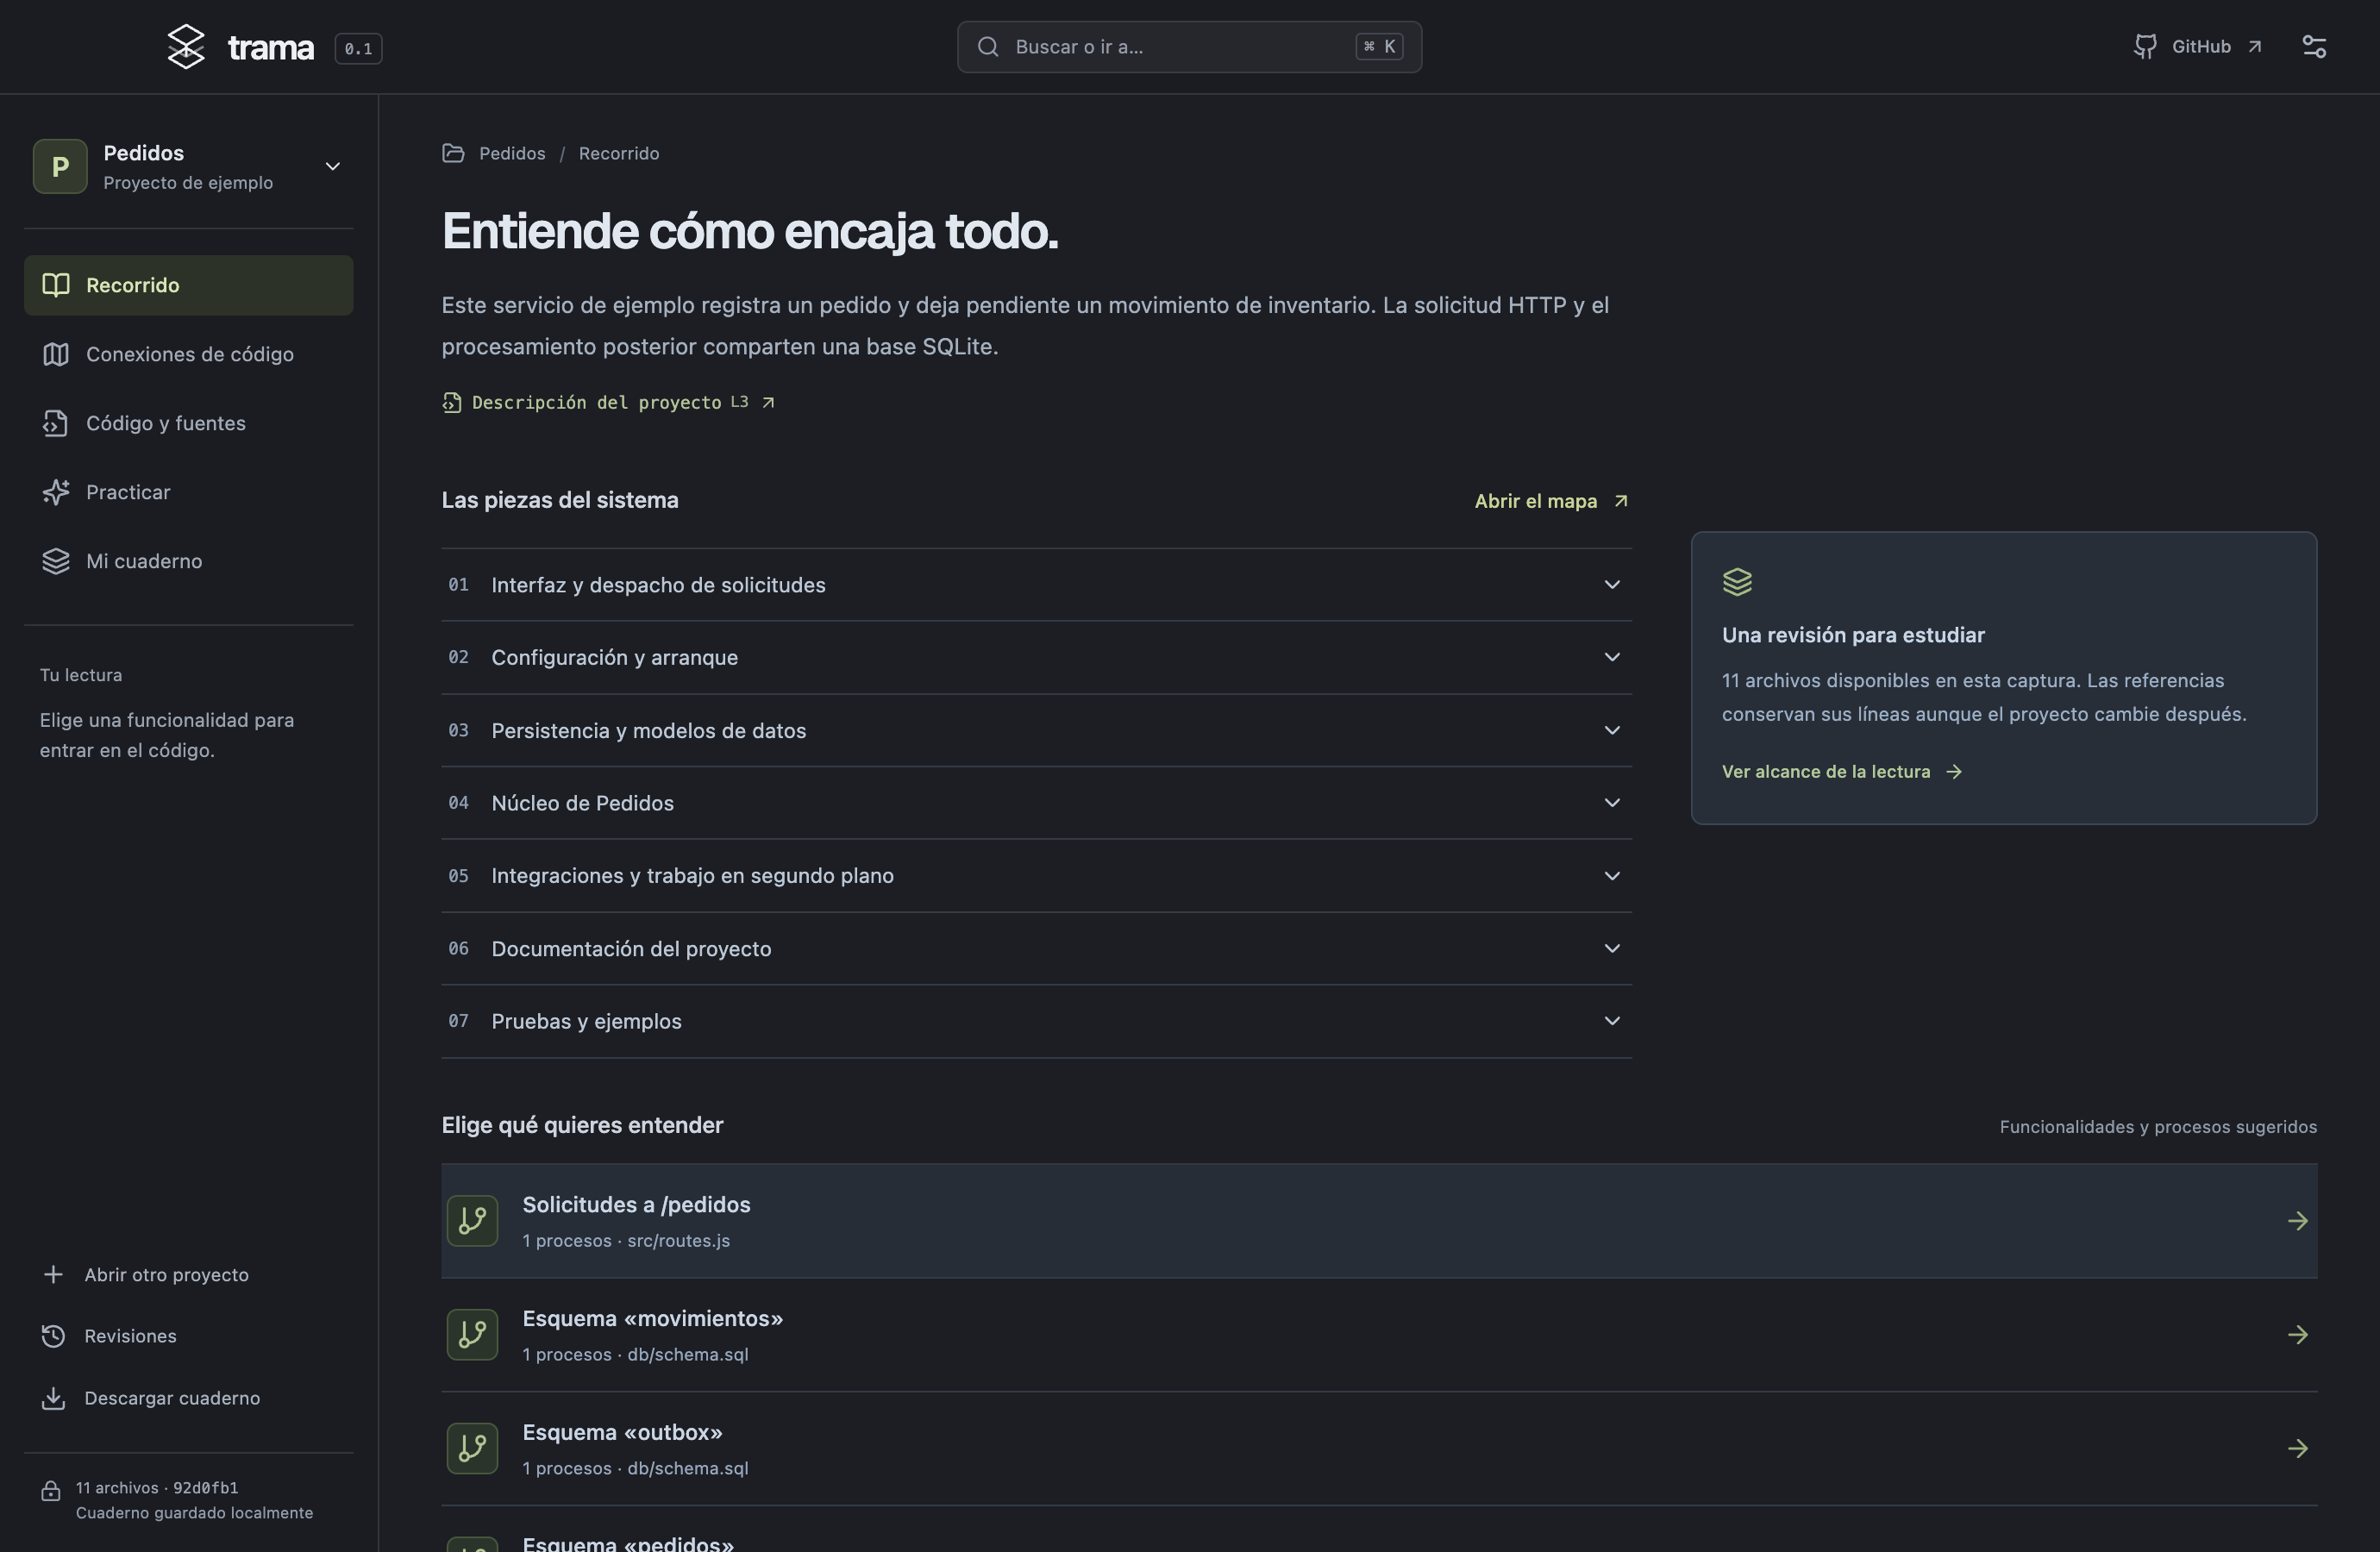 trama 0.1
Buscar o ir a...
⌘ K
GitHub
P
Pedidos
Proyecto de ejemplo
Recorrido
Conexiones de código
Código y fuentes
Practicar
Mi cuaderno
Tu lectura
Elige una funcionalidad para
entrar en el código.
Abrir otro proyecto
Revisiones
Descargar cuaderno
11 archivos · 92d0fb1
Cuaderno guardado localmente
Pedidos / Recorrido
Entiende cómo encaja todo.
Este servicio de ejemplo registra un pedido y deja pendiente un movimiento de inventario. La solicitud HTTP y el
procesamiento posterior comparten una base SQLite.
Descripción del proyecto L3
Las piezas del sistema
Abrir el mapa
01 Interfaz y despacho de solicitudes
02 Configuración y arranque
03 Persistencia y modelos de datos
04 Núcleo de Pedidos
05 Integraciones y trabajo en segundo plano
06 Documentación del proyecto
07 Pruebas y ejemplos
Una revisión para estudiar
11 archivos disponibles en esta captura. Las referencias
conservan sus líneas aunque el proyecto cambie después.
Ver alcance de la lectura
Elige qué quieres entender
Funcionalidades y procesos sugeridos
Solicitudes a /pedidos
1 procesos · src/routes.js
Esquema «movimientos»
1 procesos · db/schema.sql
Esquema «outbox»
1 procesos · db/schema.sql
Esquema «pedidos»